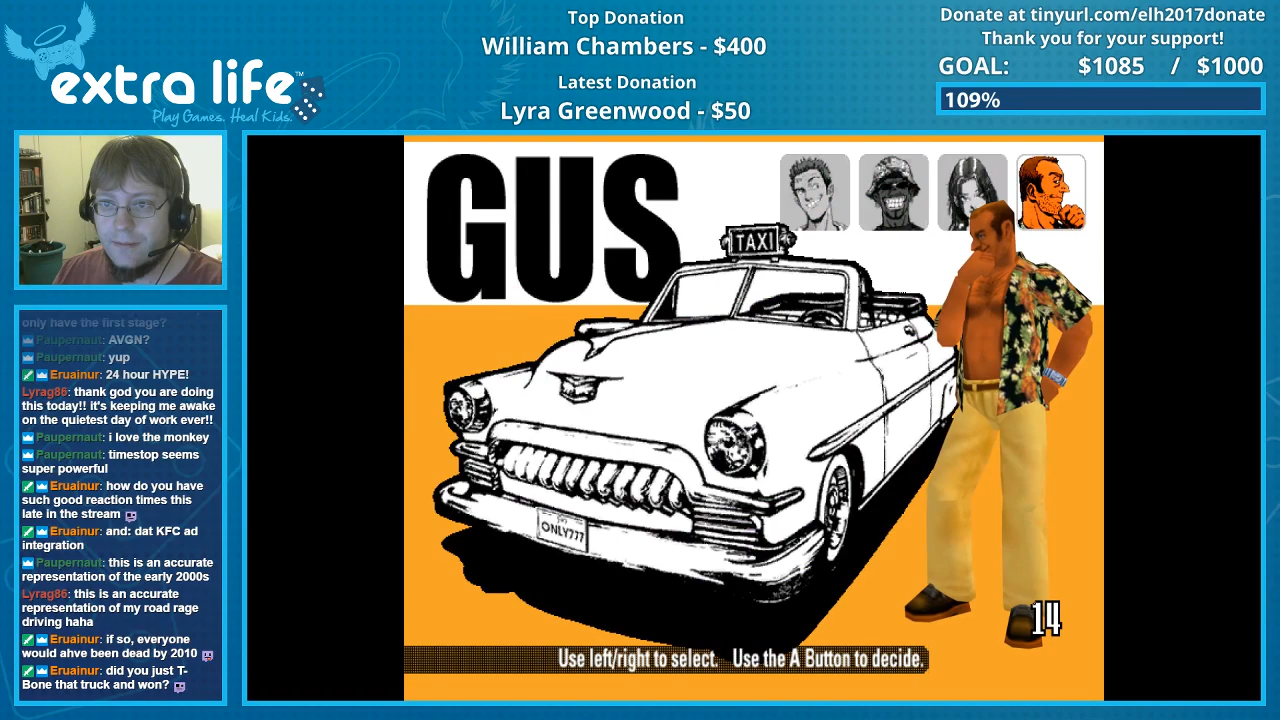 extra life™
Play Games. Heal Kids.
Top Donation
William Chambers - $400
Latest Donation
Lyra Greenwood - $50
Donate at tinyurl.com/elh2017donate
Thank you for your support!
GOAL: $1085 / $1000
109%
only have the first stage?
Paupernaut: AVGN?
Paupernaut: yup
Eruainur: 24 hour HYPE!
Lyrag86: thank god you are doing
this today!! it's keeping me awake
on the quietest day of work ever!!
Paupernaut: i love the monkey
Paupernaut: timestop seems
super powerful
Eruainur: how do you have
such good reaction times this
late in the stream
Eruainur: and: dat KFC ad
integration
Paupernaut: this is an accurate
representation of the early 2000s
Lyrag86: this is an accurate
representation of my road rage
driving haha
Eruainur: if so, everyone
would ahve been dead by 2010
Eruainur: did you just T-
Bone that truck and won?
GUS
TAXI
ONLY777
14
Use left/right to select. Use the A Button to decide.